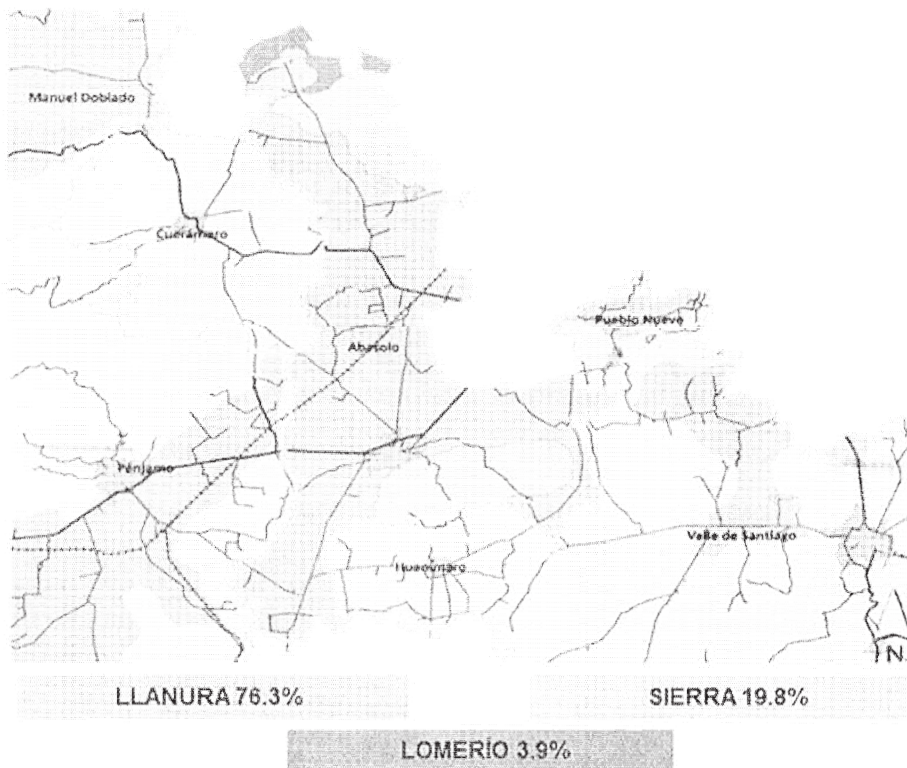 Manuel Doblado
Cuerámaro
Pueblo Nuevo
Abasolo
Pénjamo
Valle de Santiago
Huanímaro
N
LLANURA 76.3%
SIERRA 19.8%
LOMERÍO 3.9%